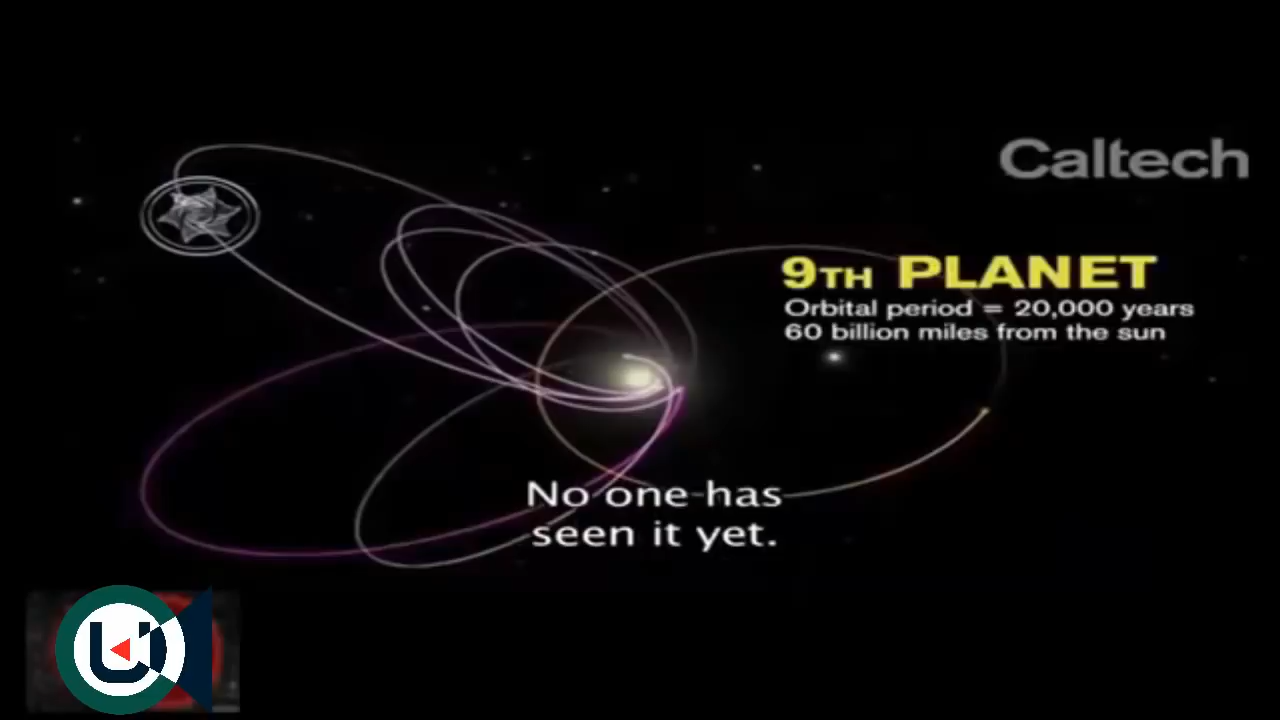 Caltech
9TH PLANET
Orbital period = 20,000 years
60 billion miles from the sun
No one has
seen it yet.